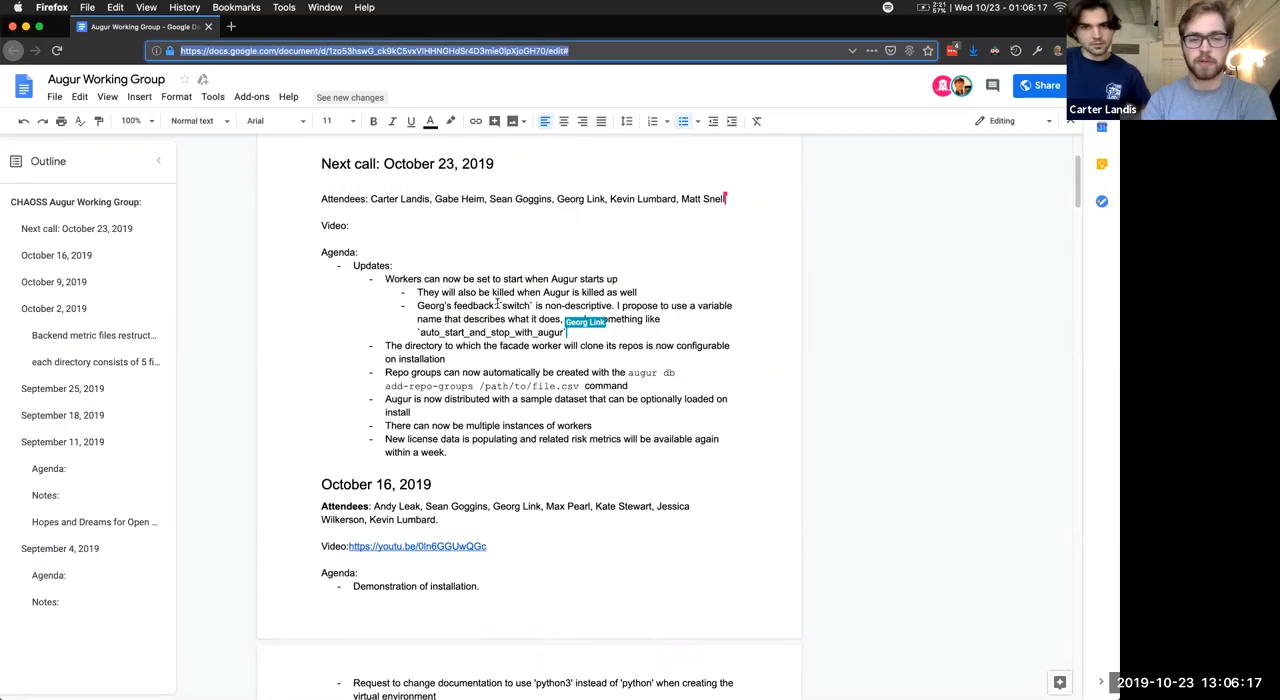 Firefox File Edit View History Bookmarks Tools Window Help
2:21 57% Wed 10/23 01:06:17
Augur Working Group - Google Do
https://docs.google.com/document/d/1zo53hswG_ck9kC5vxVIHHNGHdSr4D3mie0lpXjoGH70/edit#
4
Augur Working Group
File Edit View Insert Format Tools Add-ons Help See new changes
Share
Carter Landis
100% Normal text Arial 11 B I U A Editing
31
Outline
CHAOSS Augur Working Group:
Next call: October 23, 2019
October 16, 2019
October 9, 2019
October 2, 2019
Backend metric files restruct...
each directory consists of 5 fi...
September 25, 2019
September 18, 2019
September 11, 2019
Agenda:
Notes:
Hopes and Dreams for Open ...
September 4, 2019
Agenda:
Notes:
Next call: October 23, 2019
Attendees: Carter Landis, Gabe Heim, Sean Goggins, Georg Link, Kevin Lumbard, Matt Snell
Video:
Agenda:
- Updates:
- Workers can now be set to start when Augur starts up
- They will also be killed when Augur is killed as well
- Georg's feedback: `switch` is non-descriptive. I propose to use a variable
name that describes what it does, something like
Georg Link
`auto_start_and_stop_with_augur`
- The directory to which the facade worker will clone its repos is now configurable
on installation
- Repo groups can now automatically be created with the augur db
add-repo-groups /path/to/file.csv command
- Augur is now distributed with a sample dataset that can be optionally loaded on
install
- There can now be multiple instances of workers
- New license data is populating and related risk metrics will be available again
within a week.
October 16, 2019
Attendees: Andy Leak, Sean Goggins, Georg Link, Max Pearl, Kate Stewart, Jessica
Wilkerson, Kevin Lumbard.
Video:https://youtu.be/0ln6GGUwQGc
Agenda:
- Demonstration of installation.
- Request to change documentation to use 'python3' instead of 'python' when creating the
virtual environment
2019-10-23 13:06:17